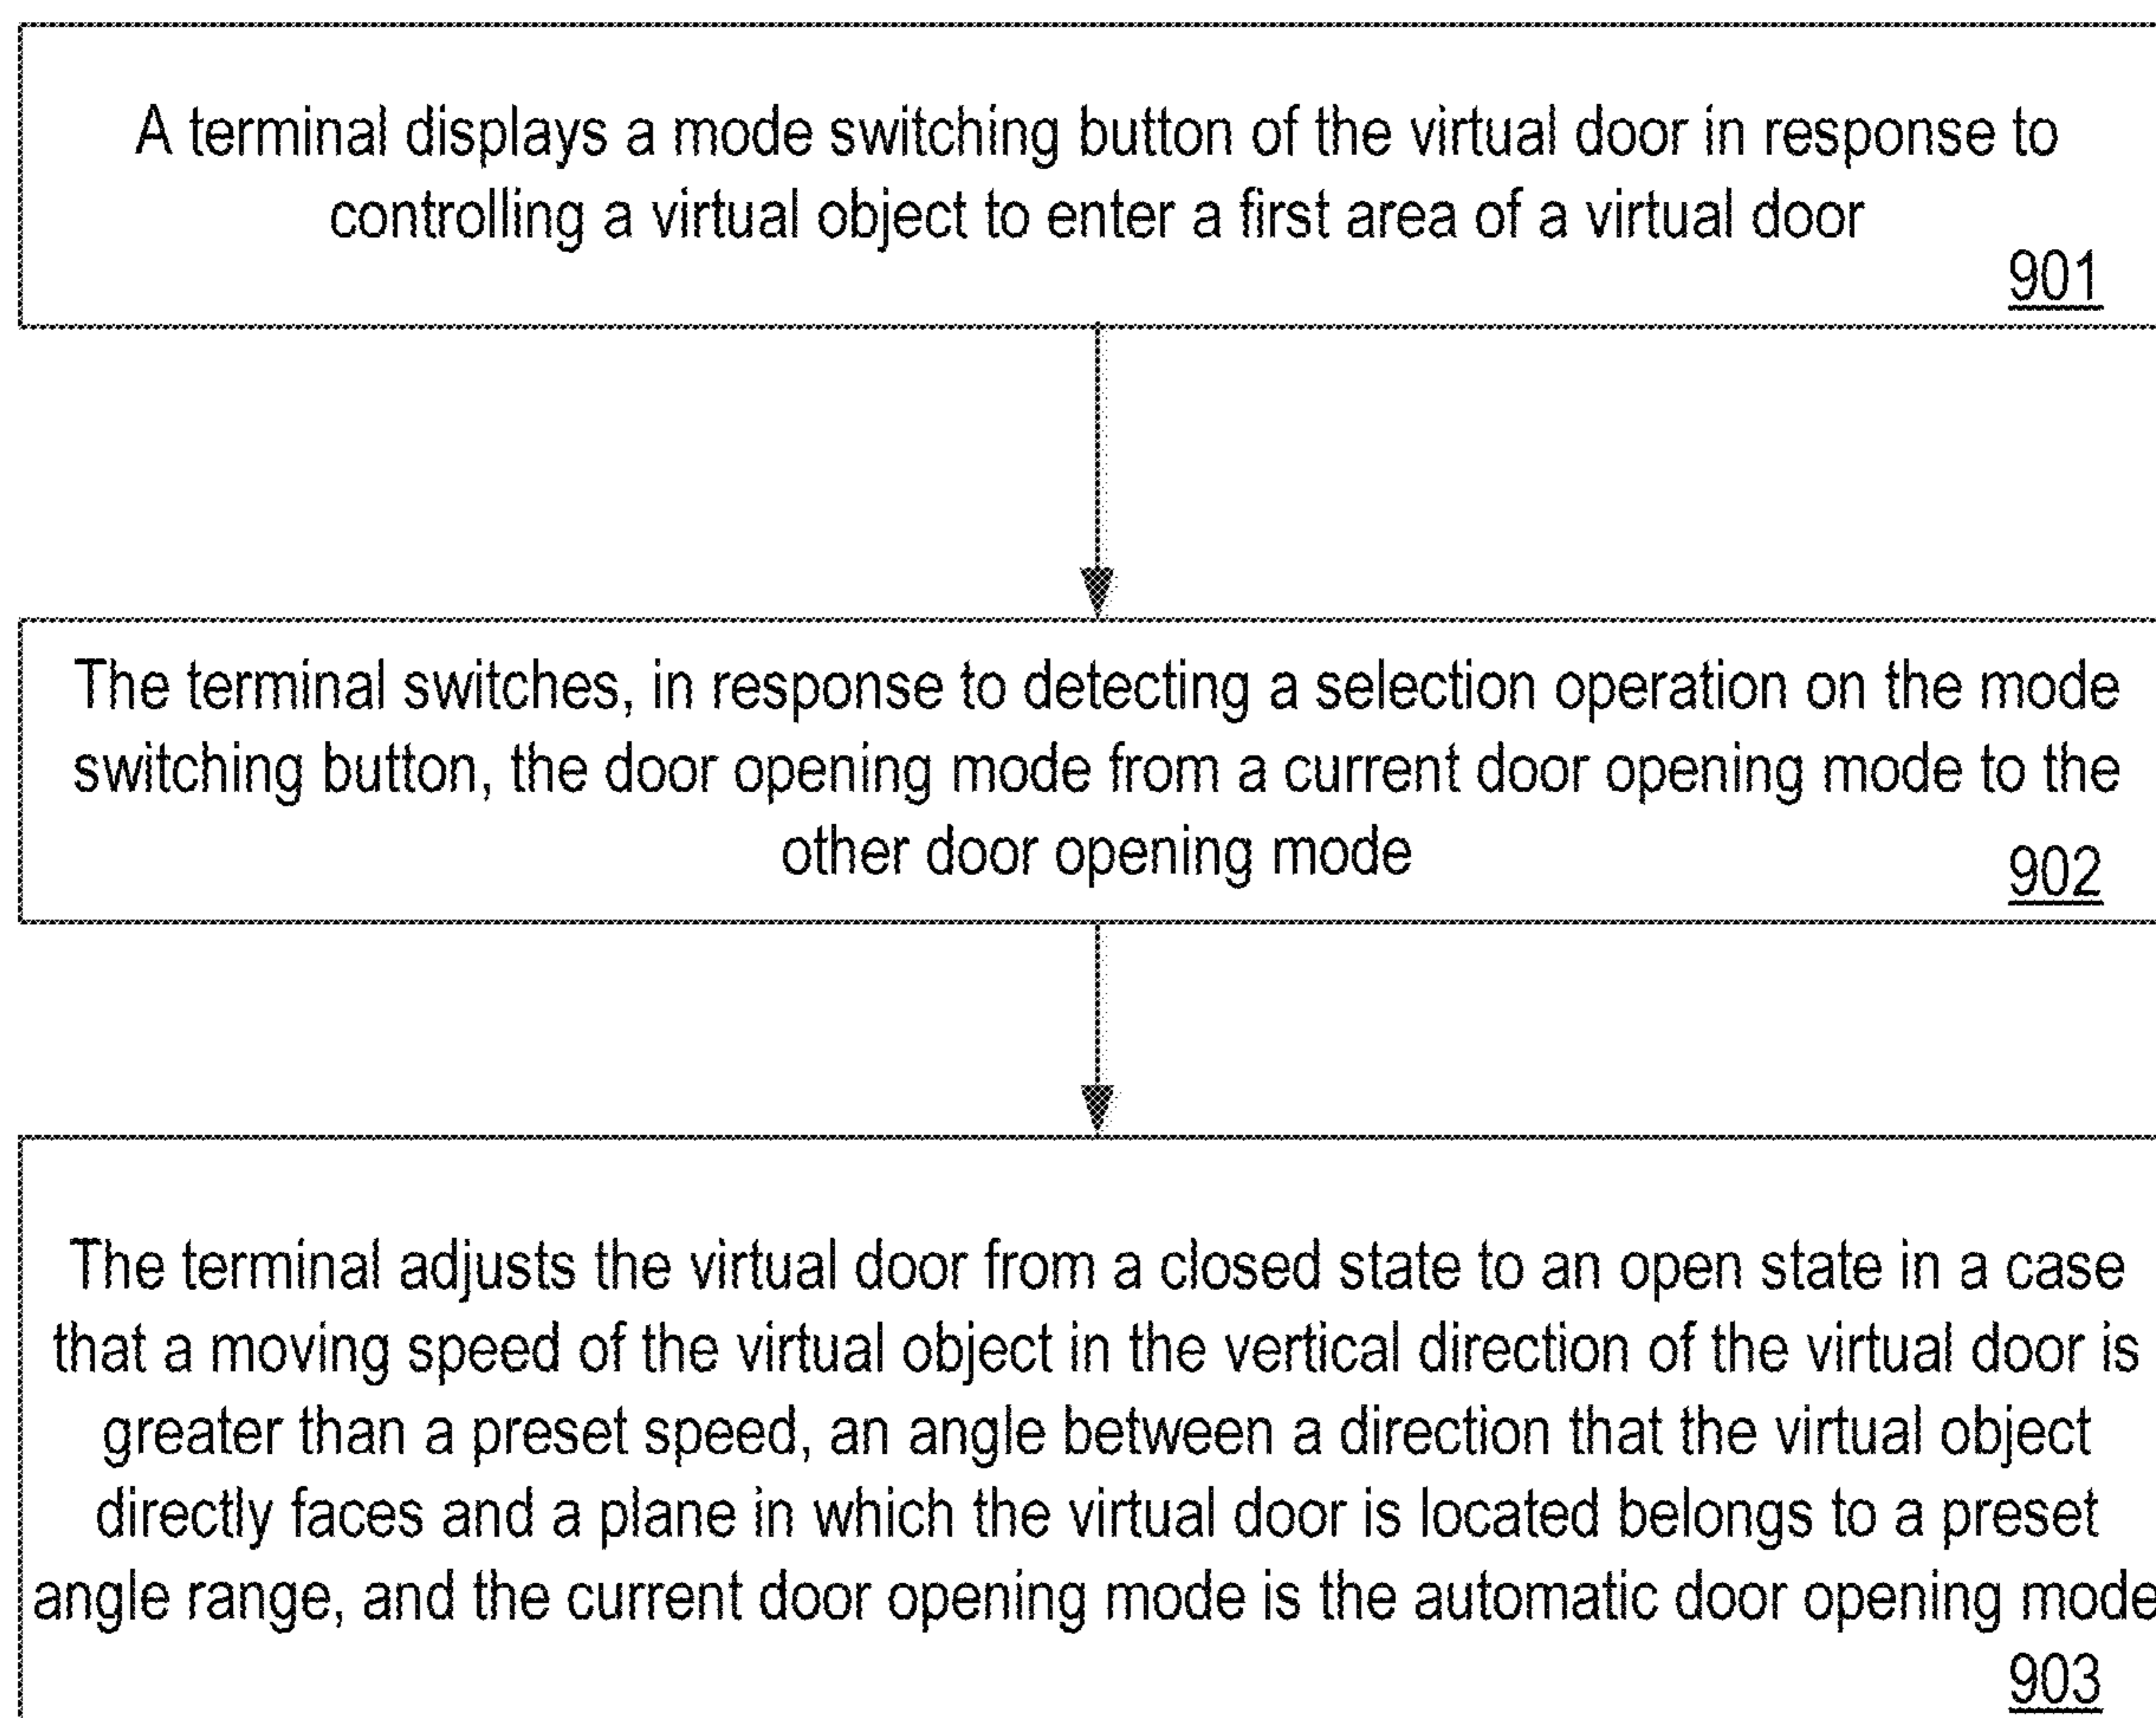 A terminal displays a mode switching button of the virtual door in response to
controlling a virtual object to enter a first area of a virtual door
901
The terminal switches, in response to detecting a selection operation on the mode
switching button, the door opening mode from a current door opening mode to the
other door opening mode
902
The terminal adjusts the virtual door from a closed state to an open state in a case
that a moving speed of the virtual object in the vertical direction of the virtual door is
greater than a preset speed, an angle between a direction that the virtual object
directly faces and a plane in which the virtual door is located belongs to a preset
angle range, and the current door opening mode is the automatic door opening mode
903